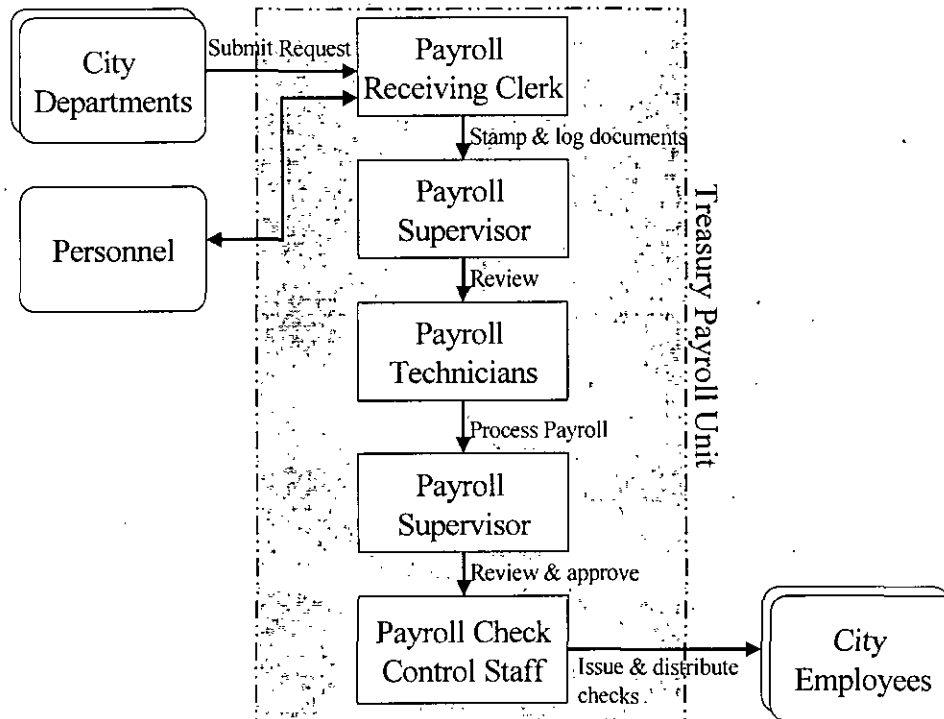 City
Departments
Submit Request
Payroll
Receiving Clerk
Stamp & log documents
Personnel
Payroll
Supervisor
Review
Payroll
Technicians
Process Payroll
Payroll
Supervisor
Review & approve
Payroll Check
Control Staff
Issue & distribute
checks
City
Employees
Treasury Payroll Unit